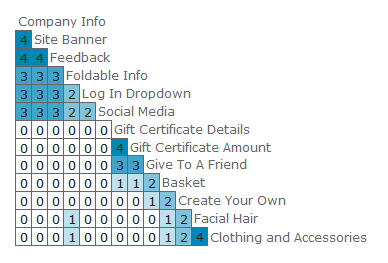 Company Info
4 Site Banner
4 4 Feedback
3 3 3 Foldable Info
3 3 3 2 Log In Dropdown
3 3 3 2 2 Social Media
0 0 0 0 0 0 Gift Certificate Details
0 0 0 0 0 0 4 Gift Certificate Amount
0 0 0 0 0 0 3 3 Give To A Friend
0 0 0 0 0 0 1 1 2 Basket
0 0 0 0 0 0 0 0 1 2 Create Your Own
0 0 0 1 0 0 0 0 0 1 2 Facial Hair
0 0 0 1 0 0 0 0 0 1 2 4 Clothing and Accessories